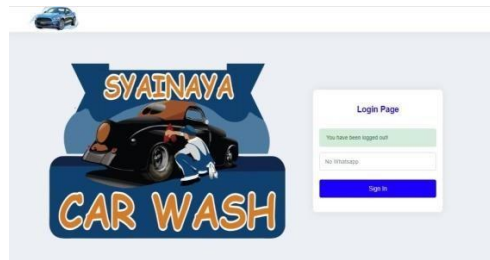 SYAINAYA
CAR WASH
Login Page
You have been logged out!
No Whatsapp
Sign In